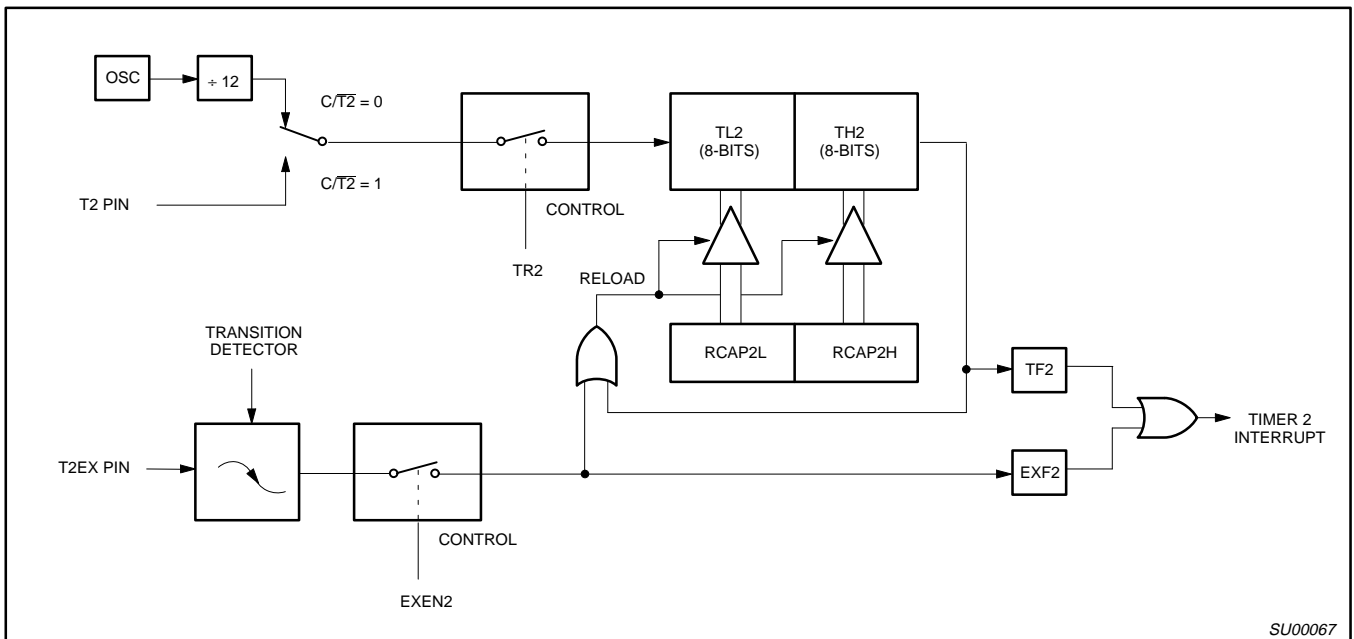 OSC
÷ 12
C/T2 = 0
C/T2 = 1
T2 PIN
CONTROL
TR2
TL2
(8-BITS)
TH2
(8-BITS)
RELOAD
RCAP2L
RCAP2H
TRANSITION
DETECTOR
T2EX PIN
CONTROL
EXEN2
TF2
EXF2
TIMER 2
INTERRUPT
SU00067